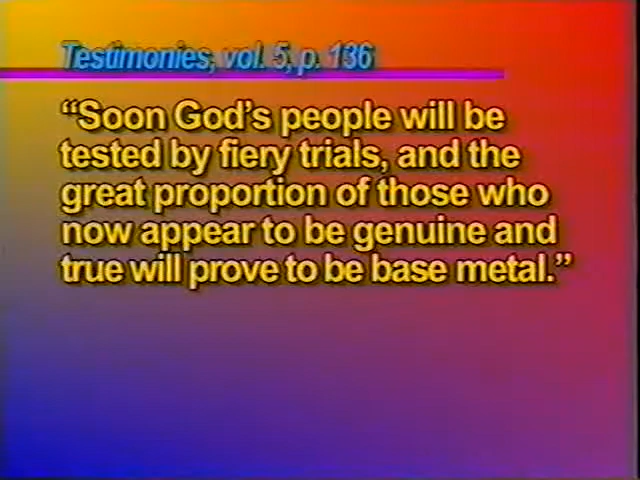 Testimonies, vol. 5, p. 136
“Soon God’s people will be
tested by fiery trials, and the
great proportion of those who
now appear to be genuine and
true will prove to be base metal.”